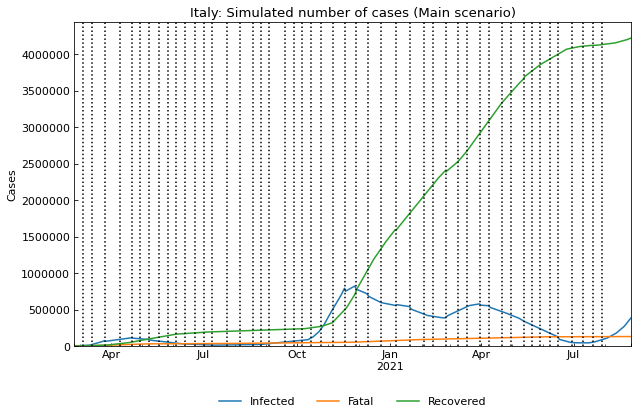 Italy: Simulated number of cases (Main scenario)
4000000
3500000
3000000
2500000
2000000
1500000
1000000
500000
0
Cases
Apr Jul Oct Jan Apr Jul
2021
Infected Fatal Recovered